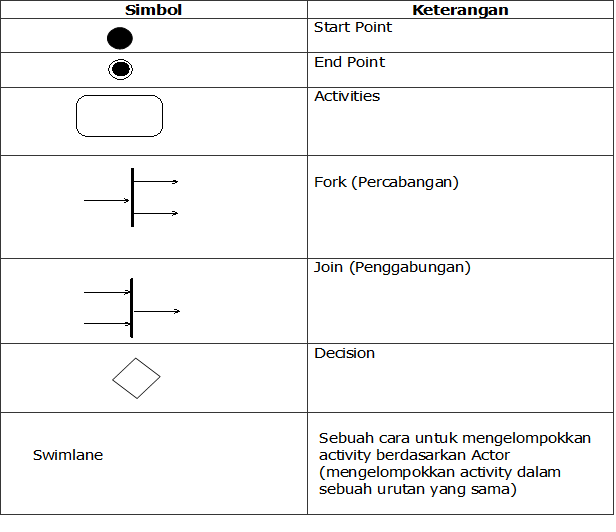 Simbol Keterangan
Start Point
End Point
Activities
Fork (Percabangan)
Join (Penggabungan)
Decision
Swimlane
Sebuah cara untuk mengelompokkan
activity berdasarkan Actor
(mengelompokkan activity dalam
sebuah urutan yang sama)